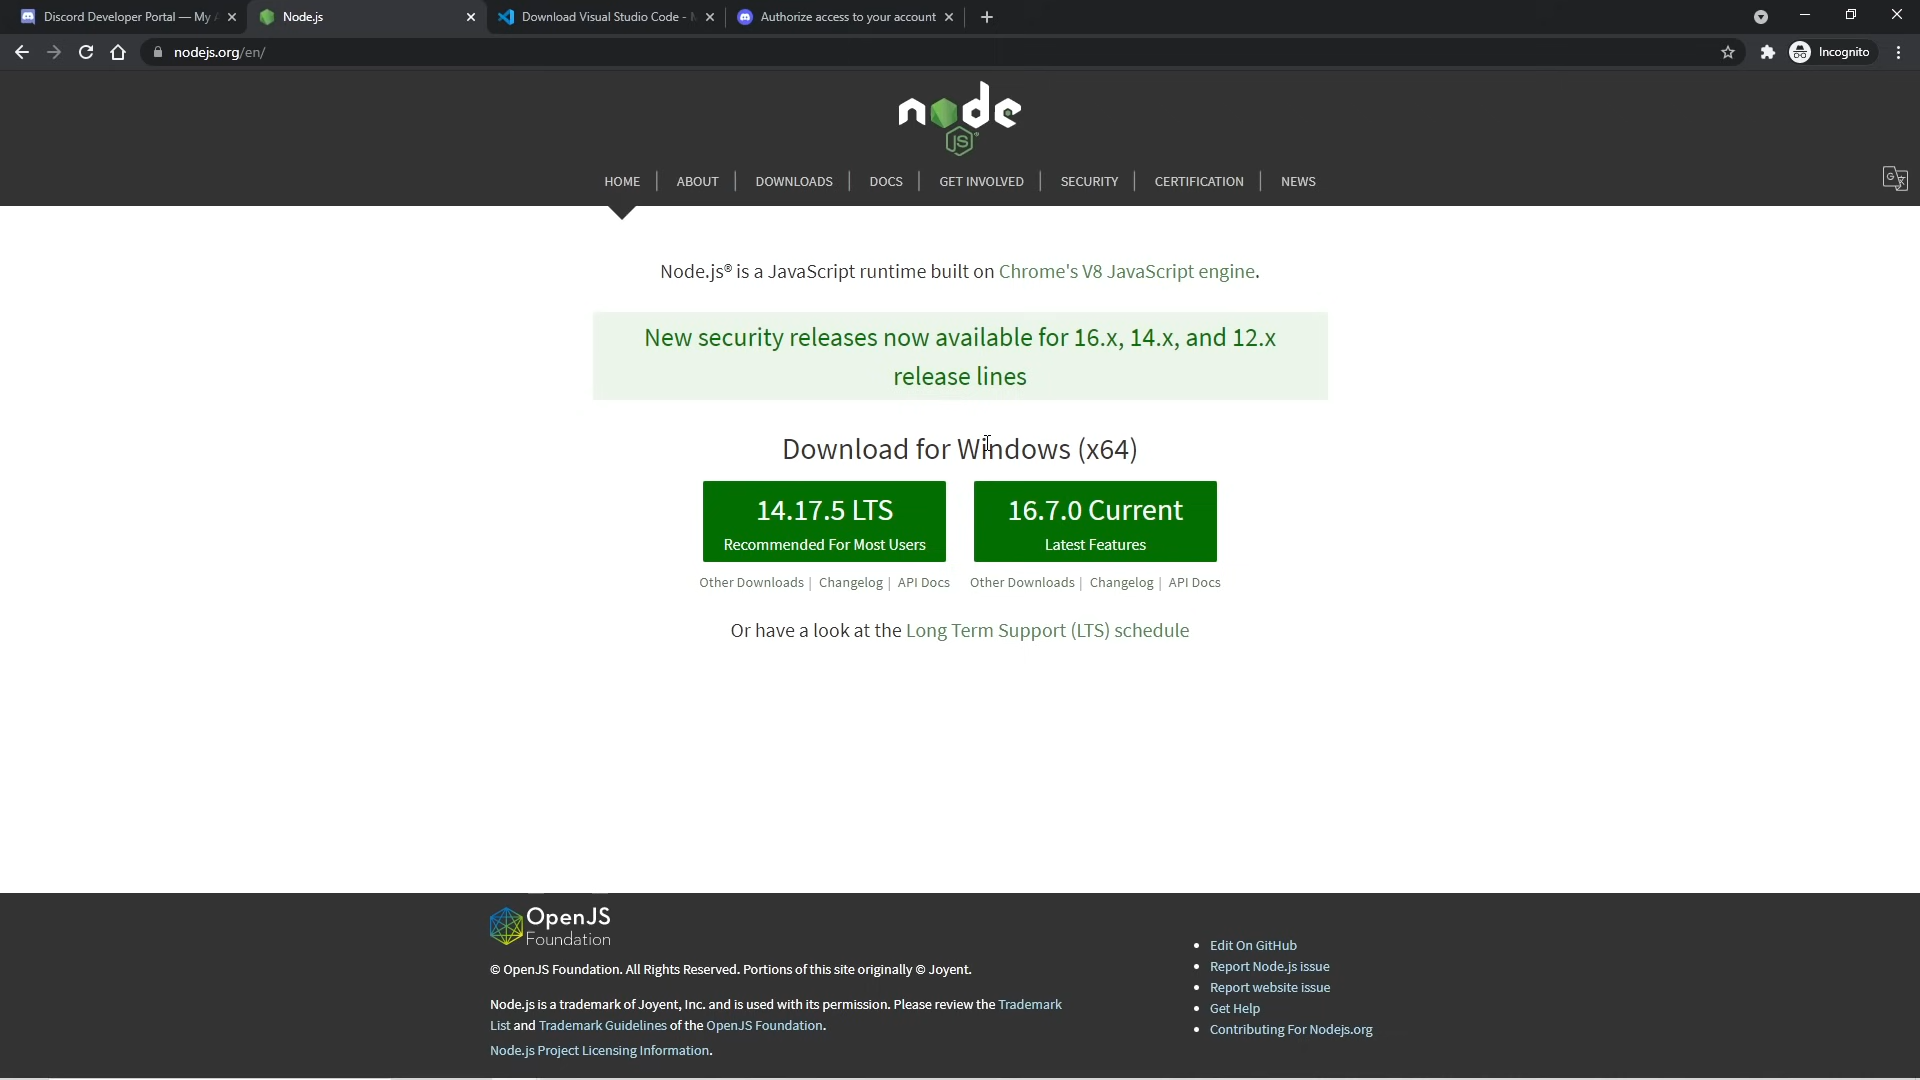 Discord Developer Portal — My
Node.js
Download Visual Studio Code -
Authorize access to your account
nodejs.org/en/
Incognito
node
JS
HOME
ABOUT
DOWNLOADS
DOCS
GET INVOLVED
SECURITY
CERTIFICATION
NEWS
Node.js® is a JavaScript runtime built on Chrome's V8 JavaScript engine.
New security releases now available for 16.x, 14.x, and 12.x
release lines
Download for Windows (x64)
14.17.5 LTS
Recommended For Most Users
16.7.0 Current
Latest Features
Other Downloads | Changelog | API Docs
Other Downloads | Changelog | API Docs
Or have a look at the Long Term Support (LTS) schedule
OpenJS
Foundation
© OpenJS Foundation. All Rights Reserved. Portions of this site originally © Joyent.
Node.js is a trademark of Joyent, Inc. and is used with its permission. Please review the Trademark
List and Trademark Guidelines of the OpenJS Foundation.
Node.js Project Licensing Information.
Edit On GitHub
Report Node.js issue
Report website issue
Get Help
Contributing For Nodejs.org